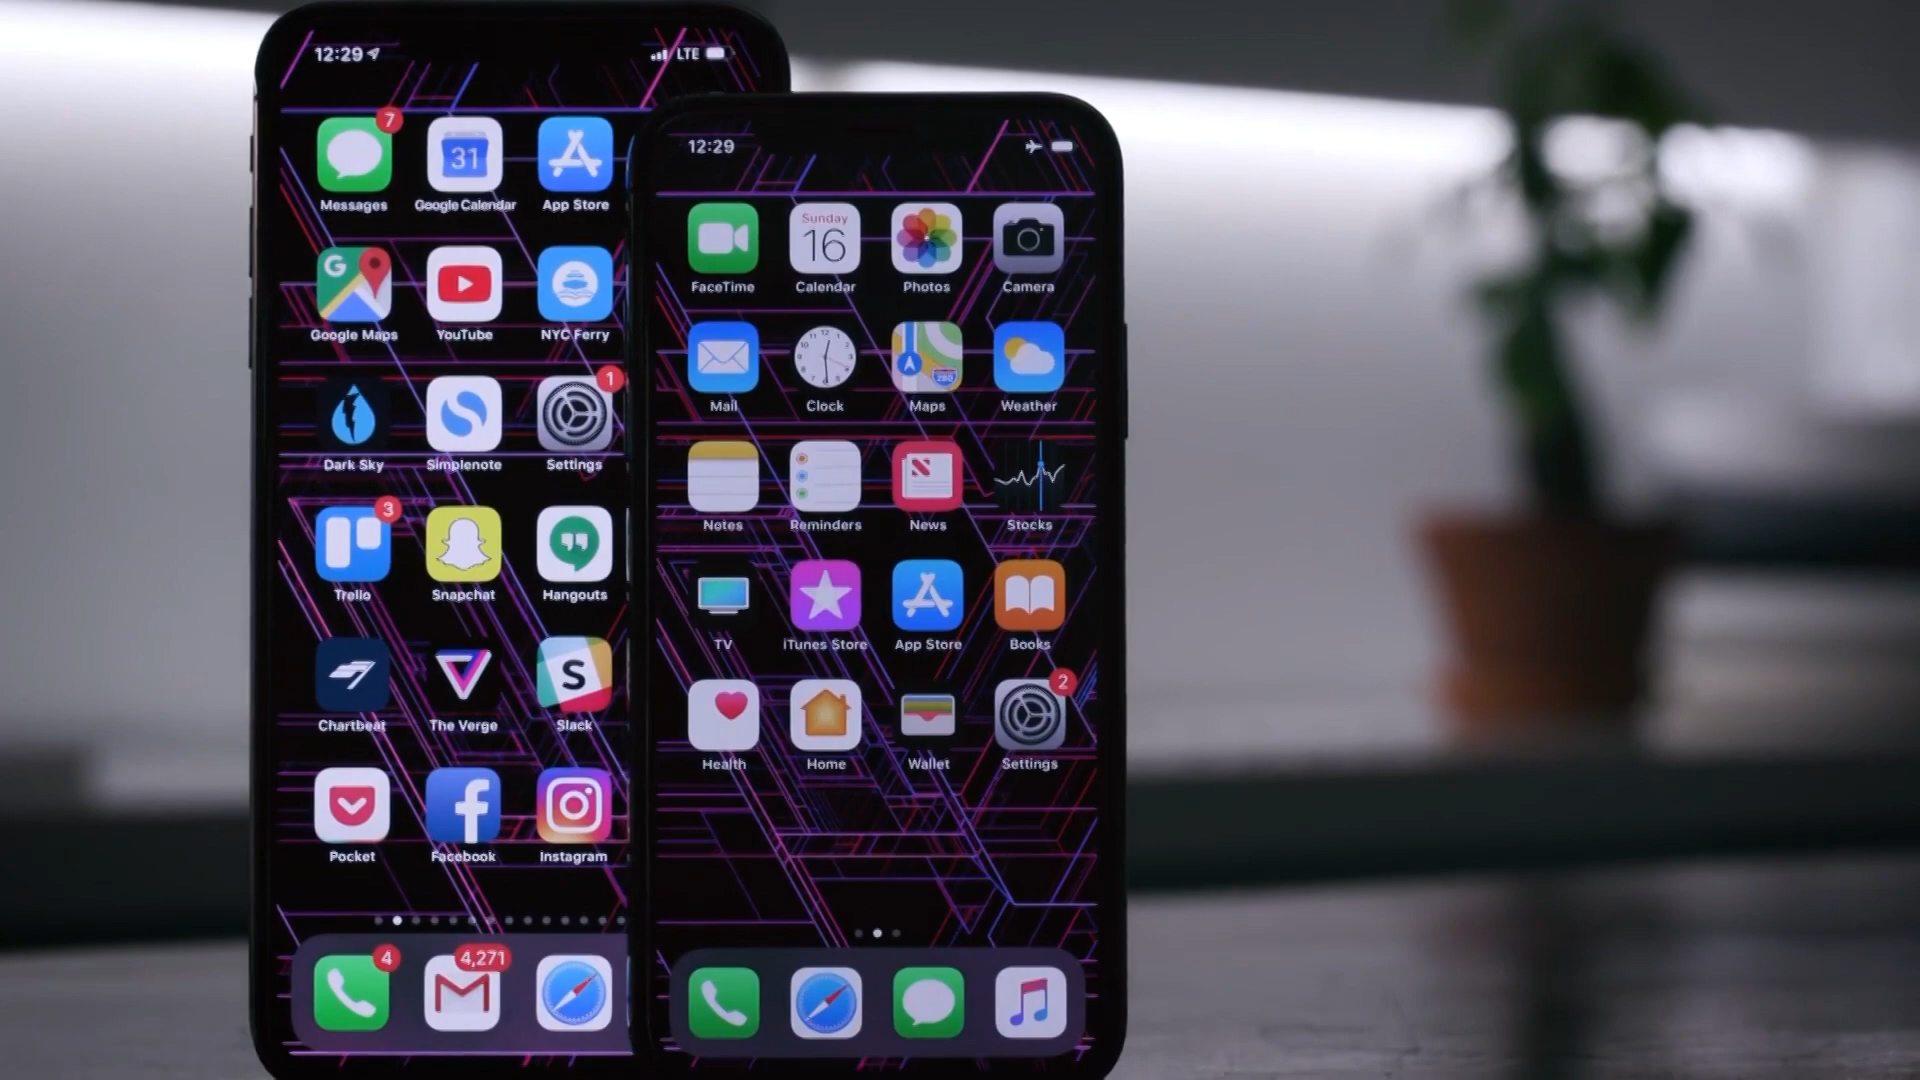 12:29 LTE
7
31
Messages Google Calendar App Store
G
Google Maps YouTube NYC Ferry
1
Dark Sky Simplenote Settings
3
Trello Snapchat Hangouts
S
Chartbeat The Verge Slack
Pocket Facebook Instagram
4 4,271
12:29
Sunday
16
FaceTime Calendar Photos Camera
280
Mail Clock Maps Weather
Notes Reminders News Stocks
TV iTunes Store App Store Books
2
Health Home Wallet Settings